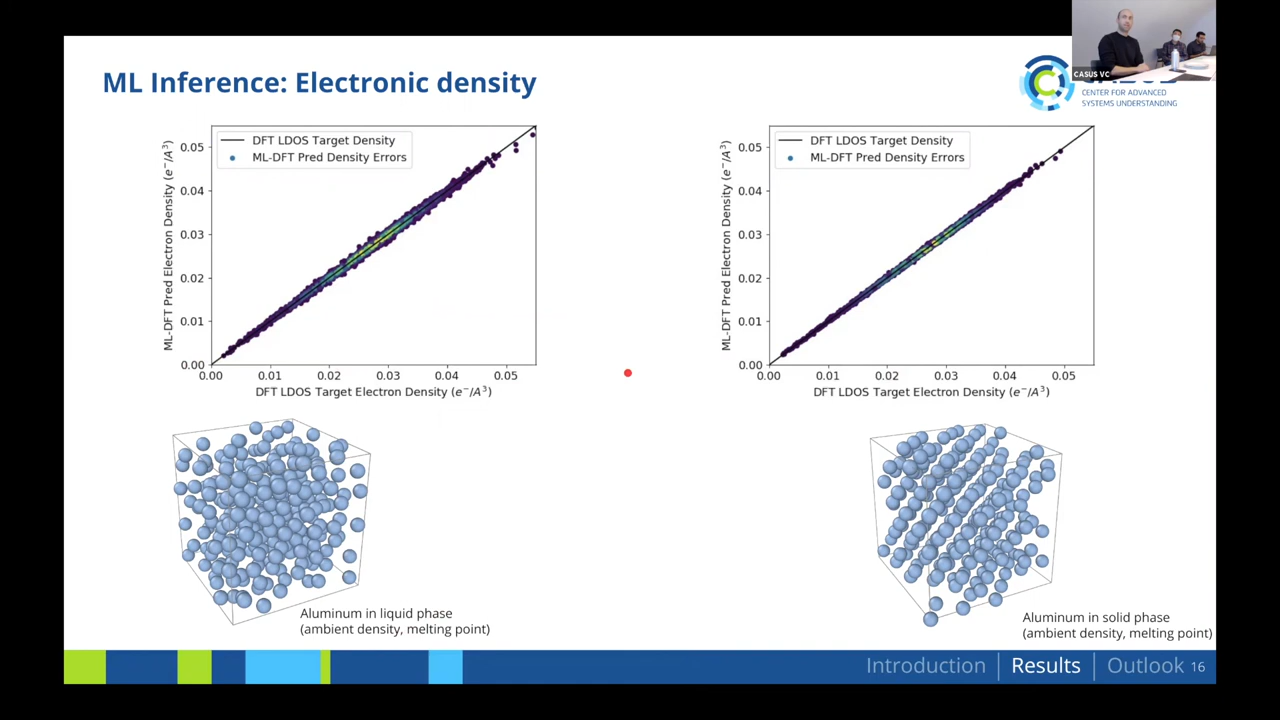 ML Inference: Electronic density
CASUS VC
CENTER FOR ADVANCED
SYSTEMS UNDERSTANDING
DFT LDOS Target Density
ML-DFT Pred Density Errors
ML-DFT Pred Electron Density (e⁻/A³)
0.05
0.04
0.03
0.02
0.01
0.00
0.00 0.01 0.02 0.03 0.04 0.05
DFT LDOS Target Electron Density (e⁻/A³)
DFT LDOS Target Density
ML-DFT Pred Density Errors
ML-DFT Pred Electron Density (e⁻/A³)
0.05
0.04
0.03
0.02
0.01
0.00
0.00 0.01 0.02 0.03 0.04 0.05
DFT LDOS Target Electron Density (e⁻/A³)
Aluminum in liquid phase
(ambient density, melting point)
Aluminum in solid phase
(ambient density, melting point)
Introduction | Results | Outlook 16